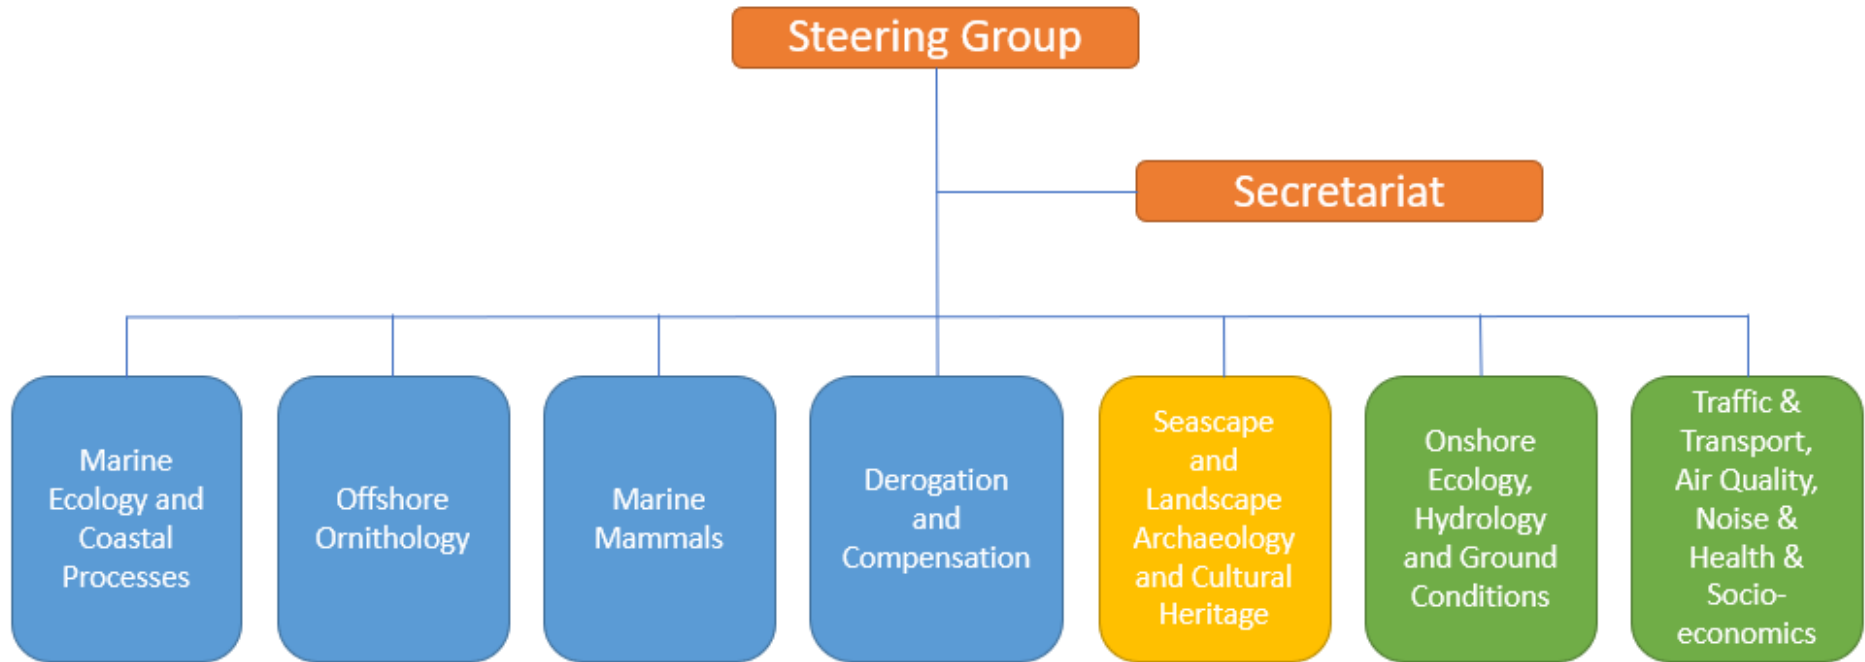 Steering Group
Secretariat
Marine
Ecology and
Coastal
Processes
Offshore
Ornithology
Marine
Mammals
Derogation
and
Compensation
Seascape
and
Landscape
Archaeology
and Cultural
Heritage
Onshore
Ecology,
Hydrology
and Ground
Conditions
Traffic &
Transport,
Air Quality,
Noise &
Health &
Socio-
economics